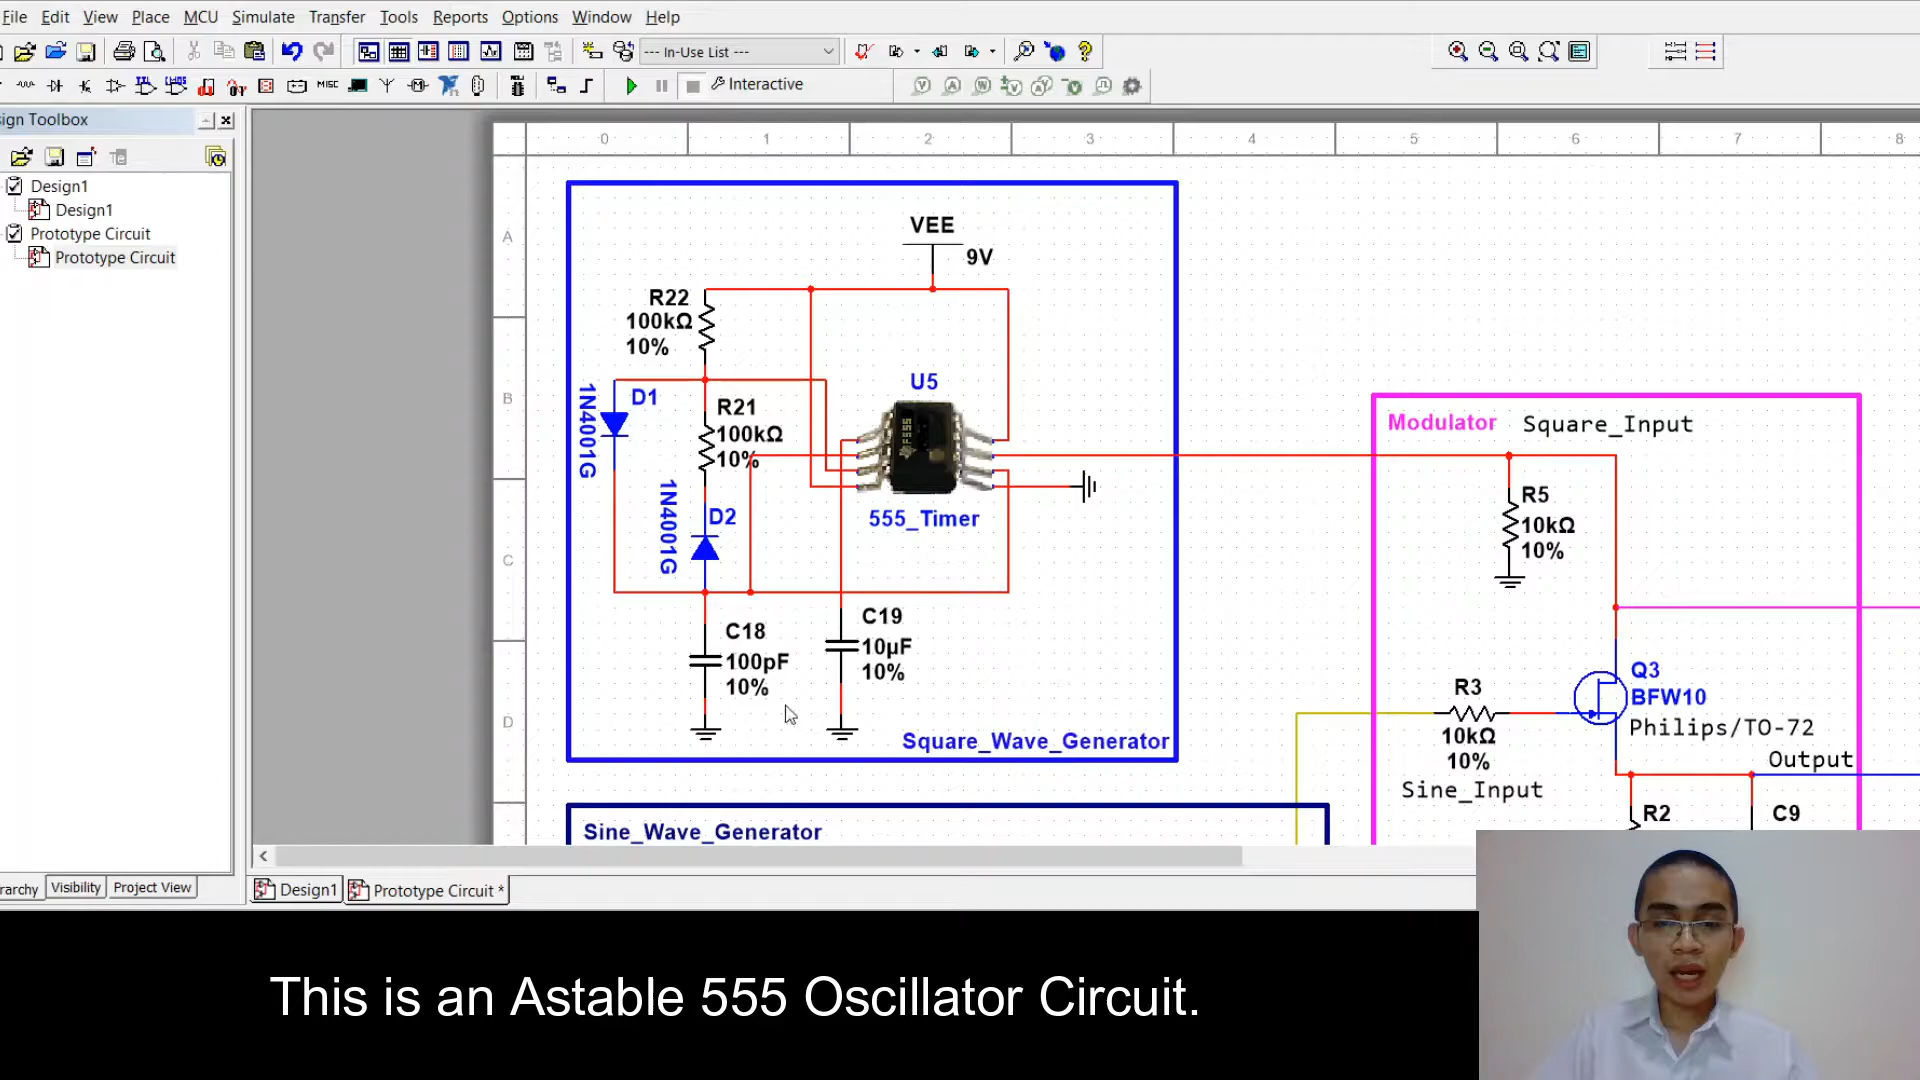 File Edit View Place MCU Simulate Transfer Tools Reports Options Window Help
--- In-Use List ---
MISC
Interactive
sign Toolbox
Design1
Design1
Prototype Circuit
Prototype Circuit
0 1 2 3 4 5 6 7 8
A
B
C
D
VEE
9V
R22
100kΩ
10%
1N4001G
D1
R21
100kΩ
10%
1N4001G
D2
U5
555_Timer
C18
100pF
10%
C19
10µF
10%
Square_Wave_Generator
Sine_Wave_Generator
Modulator
Square_Input
R5
10kΩ
10%
R3
10kΩ
10%
Sine_Input
Q3
BFW10
Philips/TO-72
Output
R2
C9
rarchy Visibility Project View
Design1
Prototype Circuit *
This is an Astable 555 Oscillator Circuit.